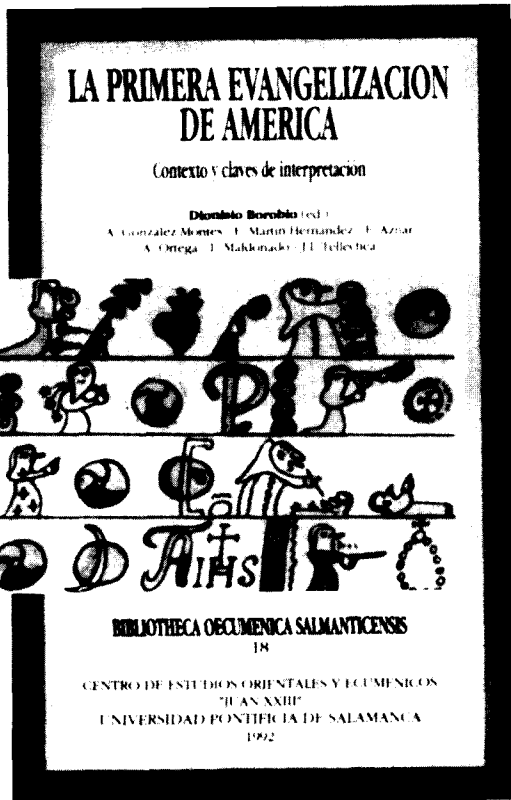 LA PRIMERA EVANGELIZACION
DE AMERICA
Contexto y claves de interpretación
Dionisio Borobio (ed.)
A. González Montes - F. Martín Hernández - F. Aznar
A. Ortega - L. Maldonado - J.I. Tellechea
P
IHS
BIBLIOTHECA OECUMENICA SALMANTICENSIS
18
CENTRO DE ESTUDIOS ORIENTALES Y ECUMENICOS
"JUAN XXIII"
UNIVERSIDAD PONTIFICIA DE SALAMANCA
1992